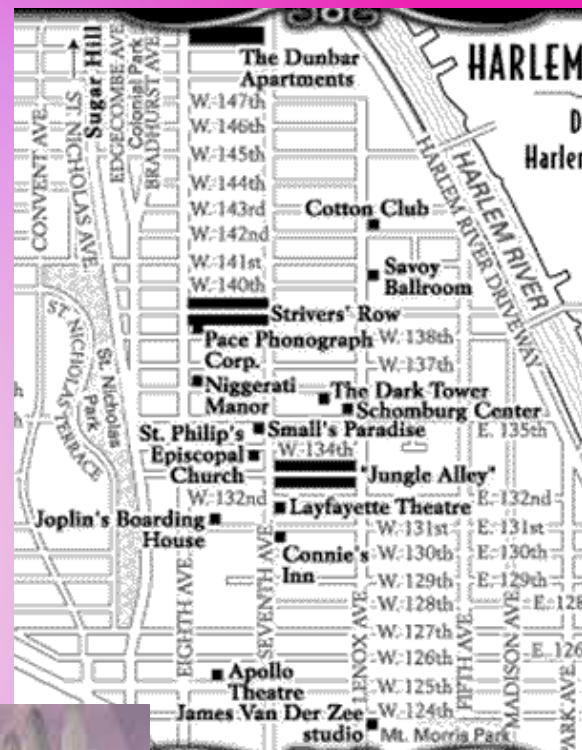 The Dunbar
Apartments
HARLEM
D
Harlem
Sugar Hill
ST. NICHOLAS AVE.
CONVENT AVE.
EDGECOMBE AVE.
Colonial Park
BRADHURST AVE.
W. 147th
W. 146th
W. 145th
W. 144th
W. 143rd
W. 142nd
W. 141st
W. 140th
Cotton Club
Savoy
Ballroom
HARLEM RIVER
HARLEM RIVER DRIVEWAY
Strivers' Row
Pace Phonograph
Corp.
W. 138th
W. 137th
Niggerati
Manor
The Dark Tower
Schomburg Center
ST. NICHOLAS TERRACE
St. Nicholas
Park
St. Philip's
Episcopal
Church
Small's Paradise
E. 135th
W. 134th
"Jungle Alley"
W. 132nd
Layfayette Theatre
E. 132nd
Joplin's Boarding
House
W. 131st
E. 131st
Connie's
Inn
W. 130th
E. 130th
W. 129th
E. 129th
W. 128th
E. 128
W. 127th
W. 126th
E. 126
W. 125th
W. 124th
EIGHTH AVE.
SEVENTH AVE.
LENOX AVE.
FIFTH AVE.
MADISON AVE.
ARK AVE.
Apollo
Theatre
James Van Der Zee
studio
Mt. Morris Park